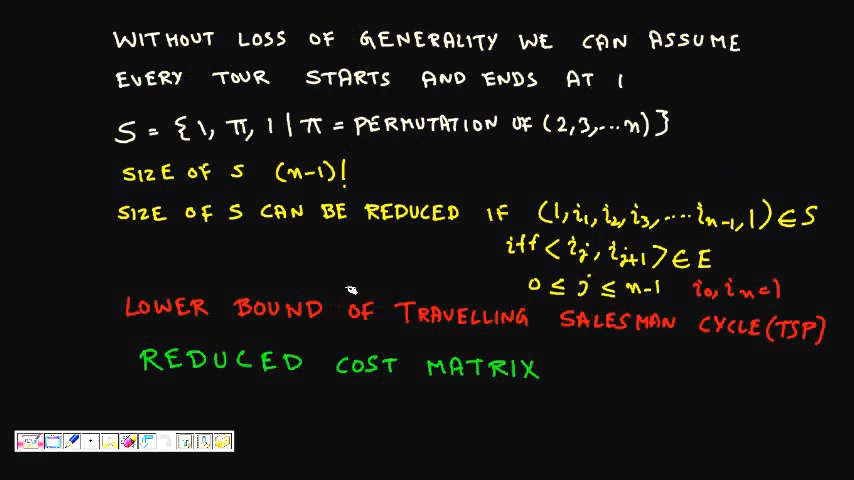 WITHOUT LOSS OF GENERALITY WE CAN ASSUME
EVERY TOUR STARTS AND ENDS AT 1
S = {1, π, 1 | π = PERMUTATION OF (2,3,...n)}
SIZE OF S (n-1)!
SIZE OF S CAN BE REDUCED IF (1, i₁, i₂, i₃, ....iₙ₋₁, 1) ∈ S
iff < iⱼ, iⱼ₊₁ > ∈ E
0 ≤ j ≤ n-1 i₀, iₙ=1
LOWER BOUND OF TRAVELLING SALESMAN CYCLE(TSP)
REDUCED COST MATRIX